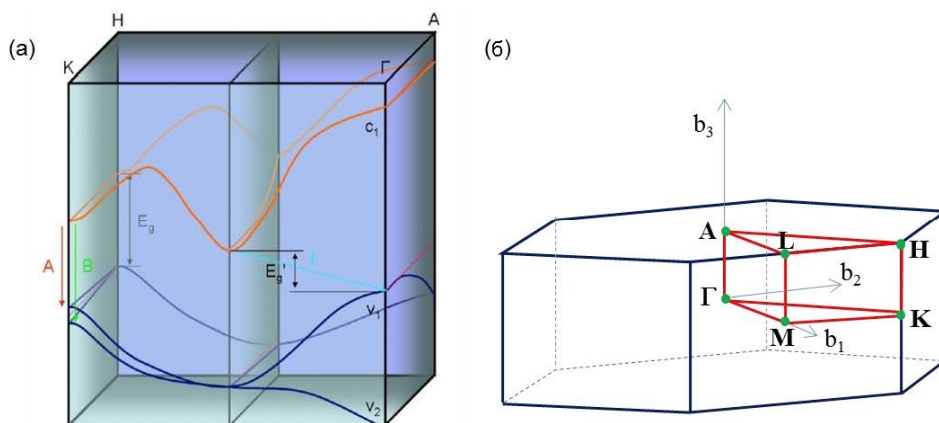 (а)
H
A
K
Г
c1
Eg
A
B
I
Eg'
v1
v2
(б)
b3
A
L
H
Г
b2
K
M
b1